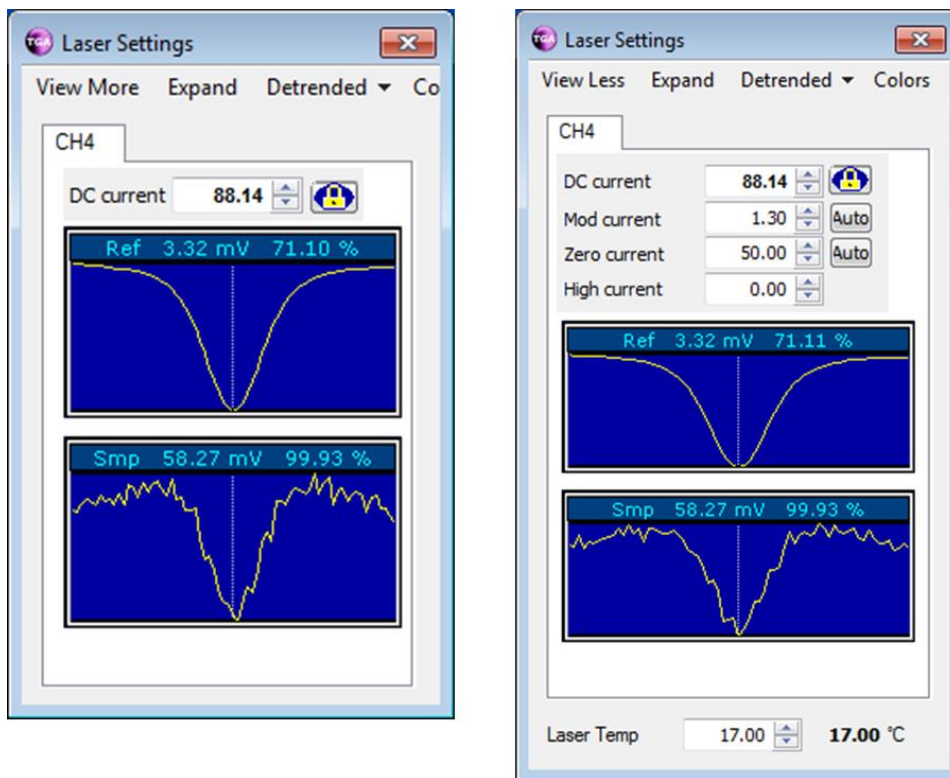 TGA Laser Settings
View More Expand Detrended Co
CH4
DC current 88.14
Ref 3.32 mV 71.10 %
Smp 58.27 mV 99.93 %
TGA Laser Settings
View Less Expand Detrended Colors
CH4
DC current 88.14
Mod current 1.30 Auto
Zero current 50.00 Auto
High current 0.00
Ref 3.32 mV 71.11 %
Smp 58.27 mV 99.93 %
Laser Temp 17.00 17.00 °C